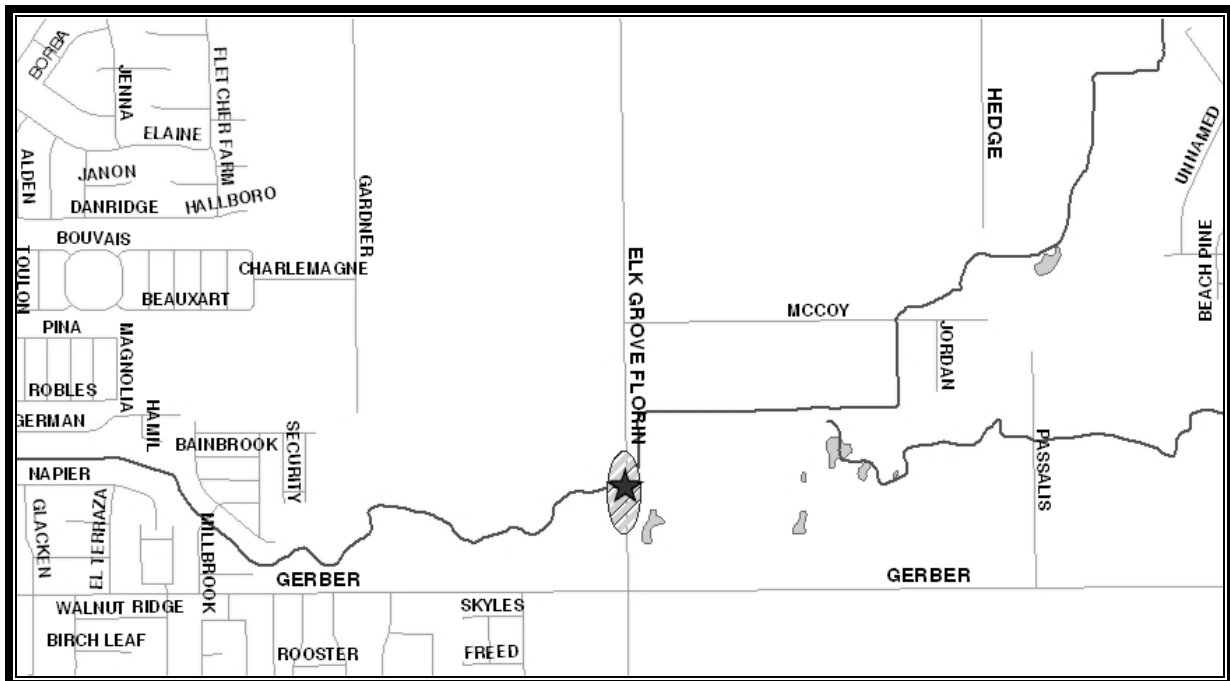 BORBA
JENNA
FLETCHER FARM
ELAINE
ALDEN
JANON
DANRIDGE
HALLBORO
GARDNER
HEDGE
UNNAMED
BOUVAIS
TOULON
CHARLEMAGNE
BEAUXART
ELK GROVE FLORIN
BEACH PINE
MCCOY
JORDAN
PINA
MAGNOLIA
ROBLES
GERMAN
HAMIL
BAINBROOK
SECURITY
PASSALIS
NAPIER
GLACKEN
EL TERRAZA
MILLBROOK
GERBER
GERBER
WALNUT RIDGE
SKYLES
BIRCH LEAF
ROOSTER
FREED